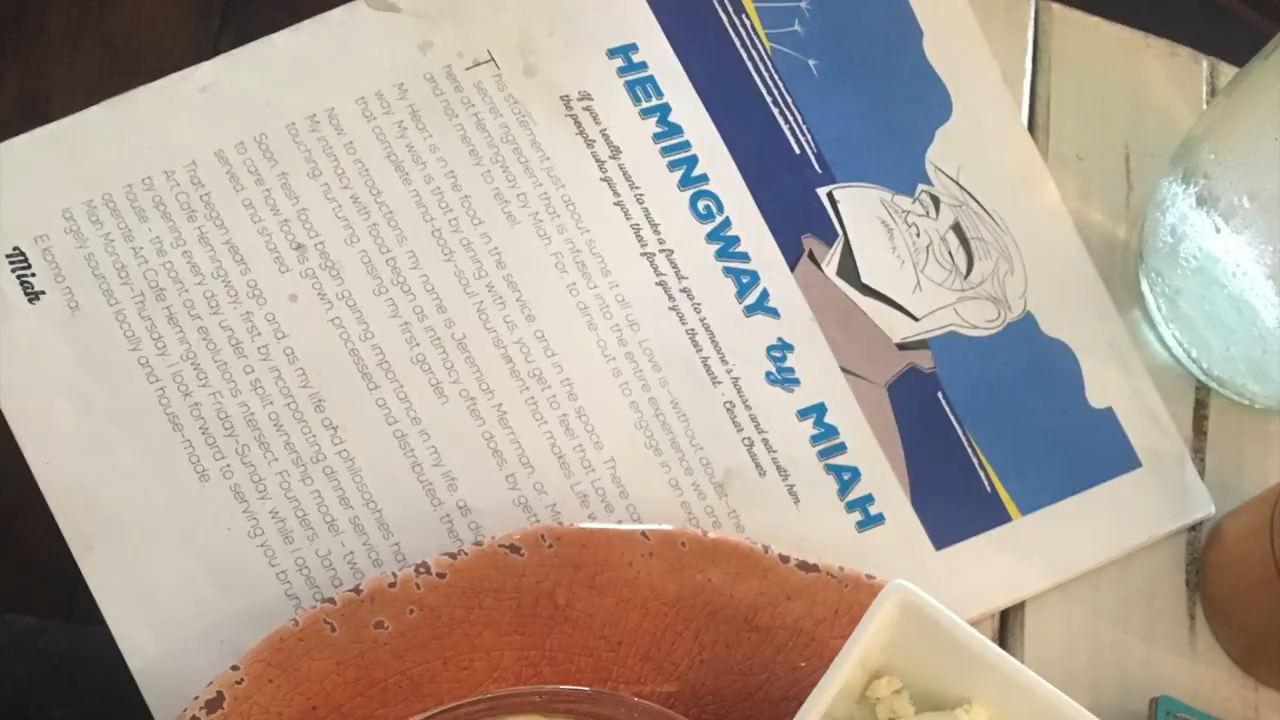 HEMINGWAY by MIAH
If you really want to make a friend, go to someone's house and eat with him...
the people who give you their food give you their heart. - Cesar Chavez
This statement just about sums it all up. Love is-without doubt-the
secret ingredient that is infused into the entire experience we are
here at Hemingway by Miah. For to dine-out is to engage in an
and not merely to refuel.
My Heart is in the food, in the service, and in the space. There
way. My wish is that by dining with us, you get to feel that Love,
that complete mind-body-soul Nourishment that makes Life
Now to introductions; my name is Jeremiah Merriman, or,
My intimacy with food began as intimacy often does, by
touching, nurturing, raising my first garden.
Soon, fresh food began gaining importance in my life, as
to care how food is grown, processed, and distributed; then
served and shared.
That began years ago, and as my life and philosophies
Art Cafe Hemingway, first, by incorporating dinner service
by opening every day under a split ownership model - two
house - the point our evolutions intersect. Founders, Jana
operate Art Cafe Hemingway Friday-Sunday, while I
Miah Monday-Thursday. I look forward to serving you
largely sourced locally and house-made.
E kono mai,
Miah